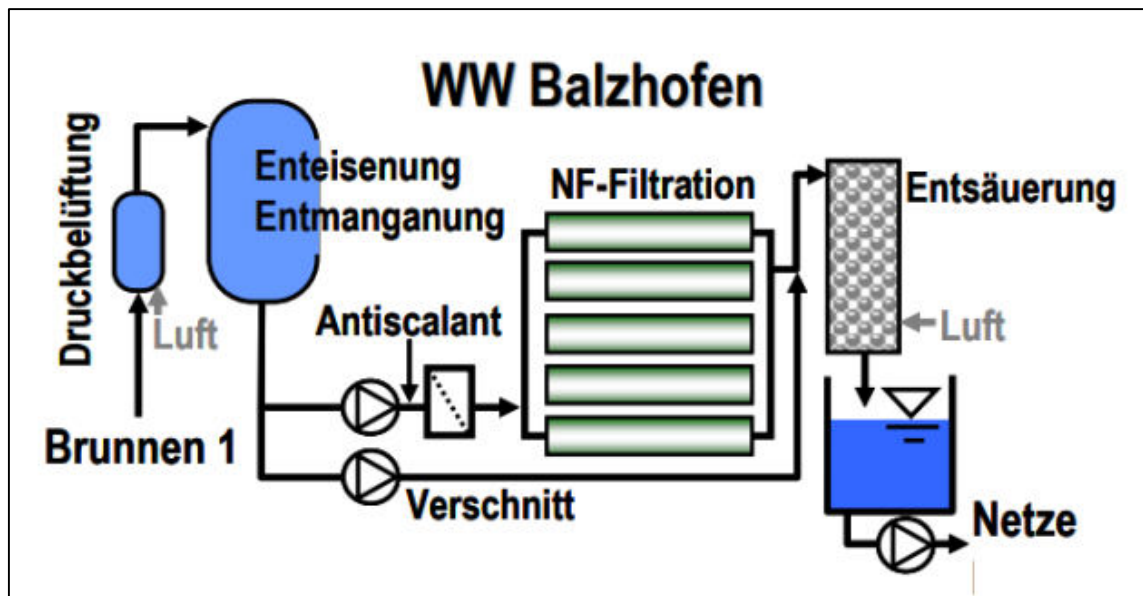 WW Balzhofen
Druckbelüftung
Enteisenung
Entmanganung
NF-Filtration
Entsäuerung
Luft
Antiscalant
Luft
Brunnen 1
Verschnitt
Netze